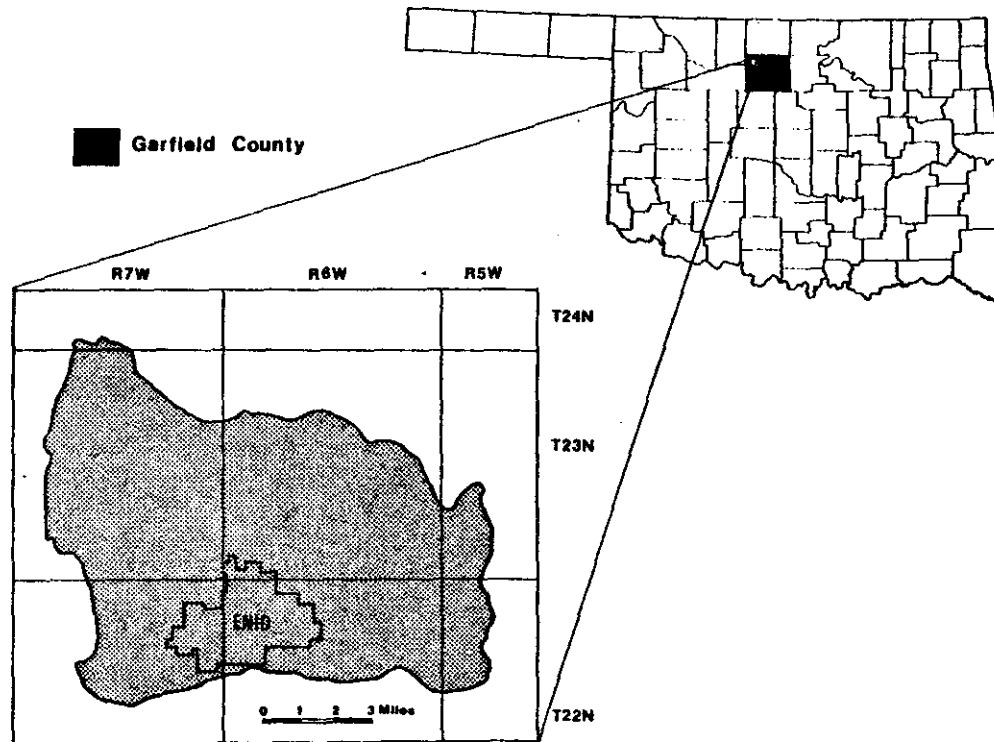 Garfield County
R7W R6W R5W
T24N
T23N
ENID
0 1 2 3 Miles
T22N